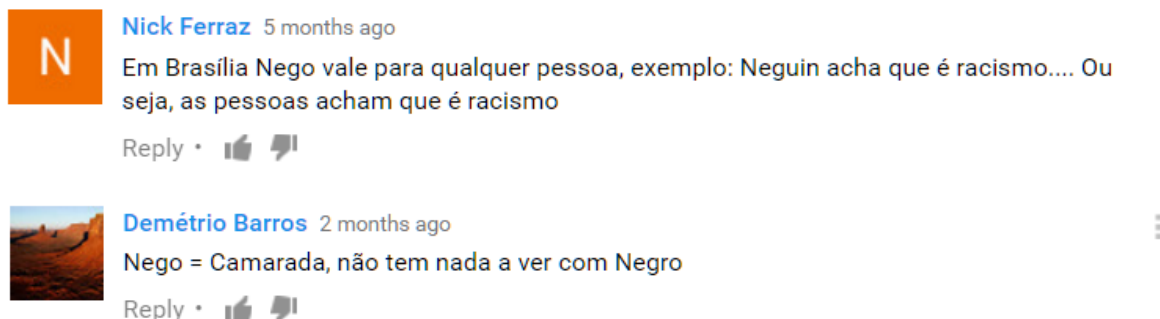 N
Nick Ferraz 5 months ago
Em Brasília Nego vale para qualquer pessoa, exemplo: Neguin acha que é racismo.... Ou
seja, as pessoas acham que é racismo
Reply •
Demétrio Barros 2 months ago
Nego = Camarada, não tem nada a ver com Negro
Reply •